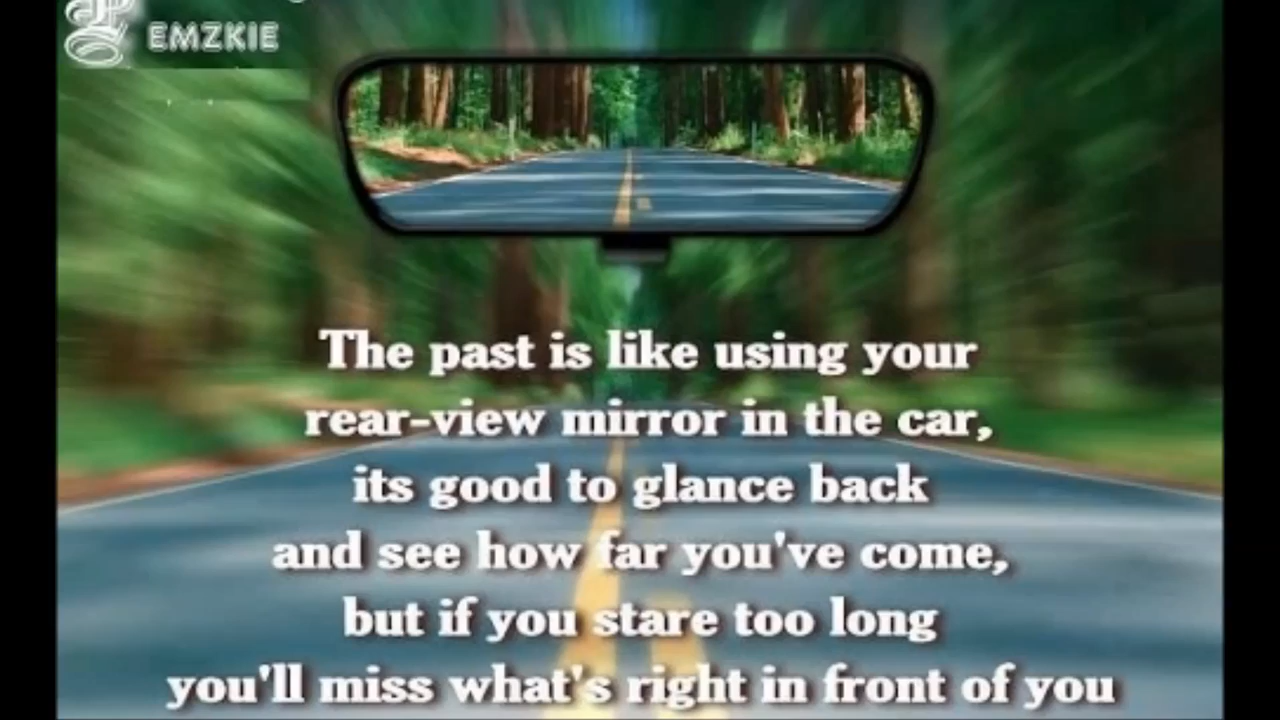 EMZKIE
The past is like using your
rear-view mirror in the car,
its good to glance back
and see how far you've come,
but if you stare too long
you'll miss what's right in front of you